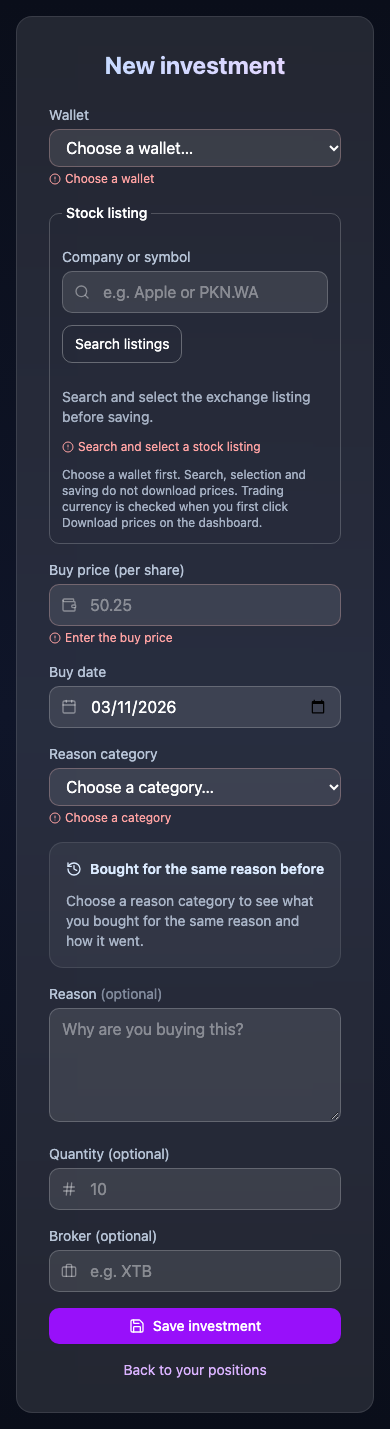 New investment
Wallet
Choose a wallet...
Choose a wallet
Stock listing
Company or symbol
e.g. Apple or PKN.WA
Search listings
Search and select the exchange listing
before saving.
Search and select a stock listing
Choose a wallet first. Search, selection and
saving do not download prices. Trading
currency is checked when you first click
Download prices on the dashboard.
Buy price (per share)
50.25
Enter the buy price
Buy date
03/11/2026
Reason category
Choose a category...
Choose a category
Bought for the same reason before
Choose a reason category to see what
you bought for the same reason and
how it went.
Reason (optional)
Why are you buying this?
Quantity (optional)
10
Broker (optional)
e.g. XTB
Save investment
Back to your positions